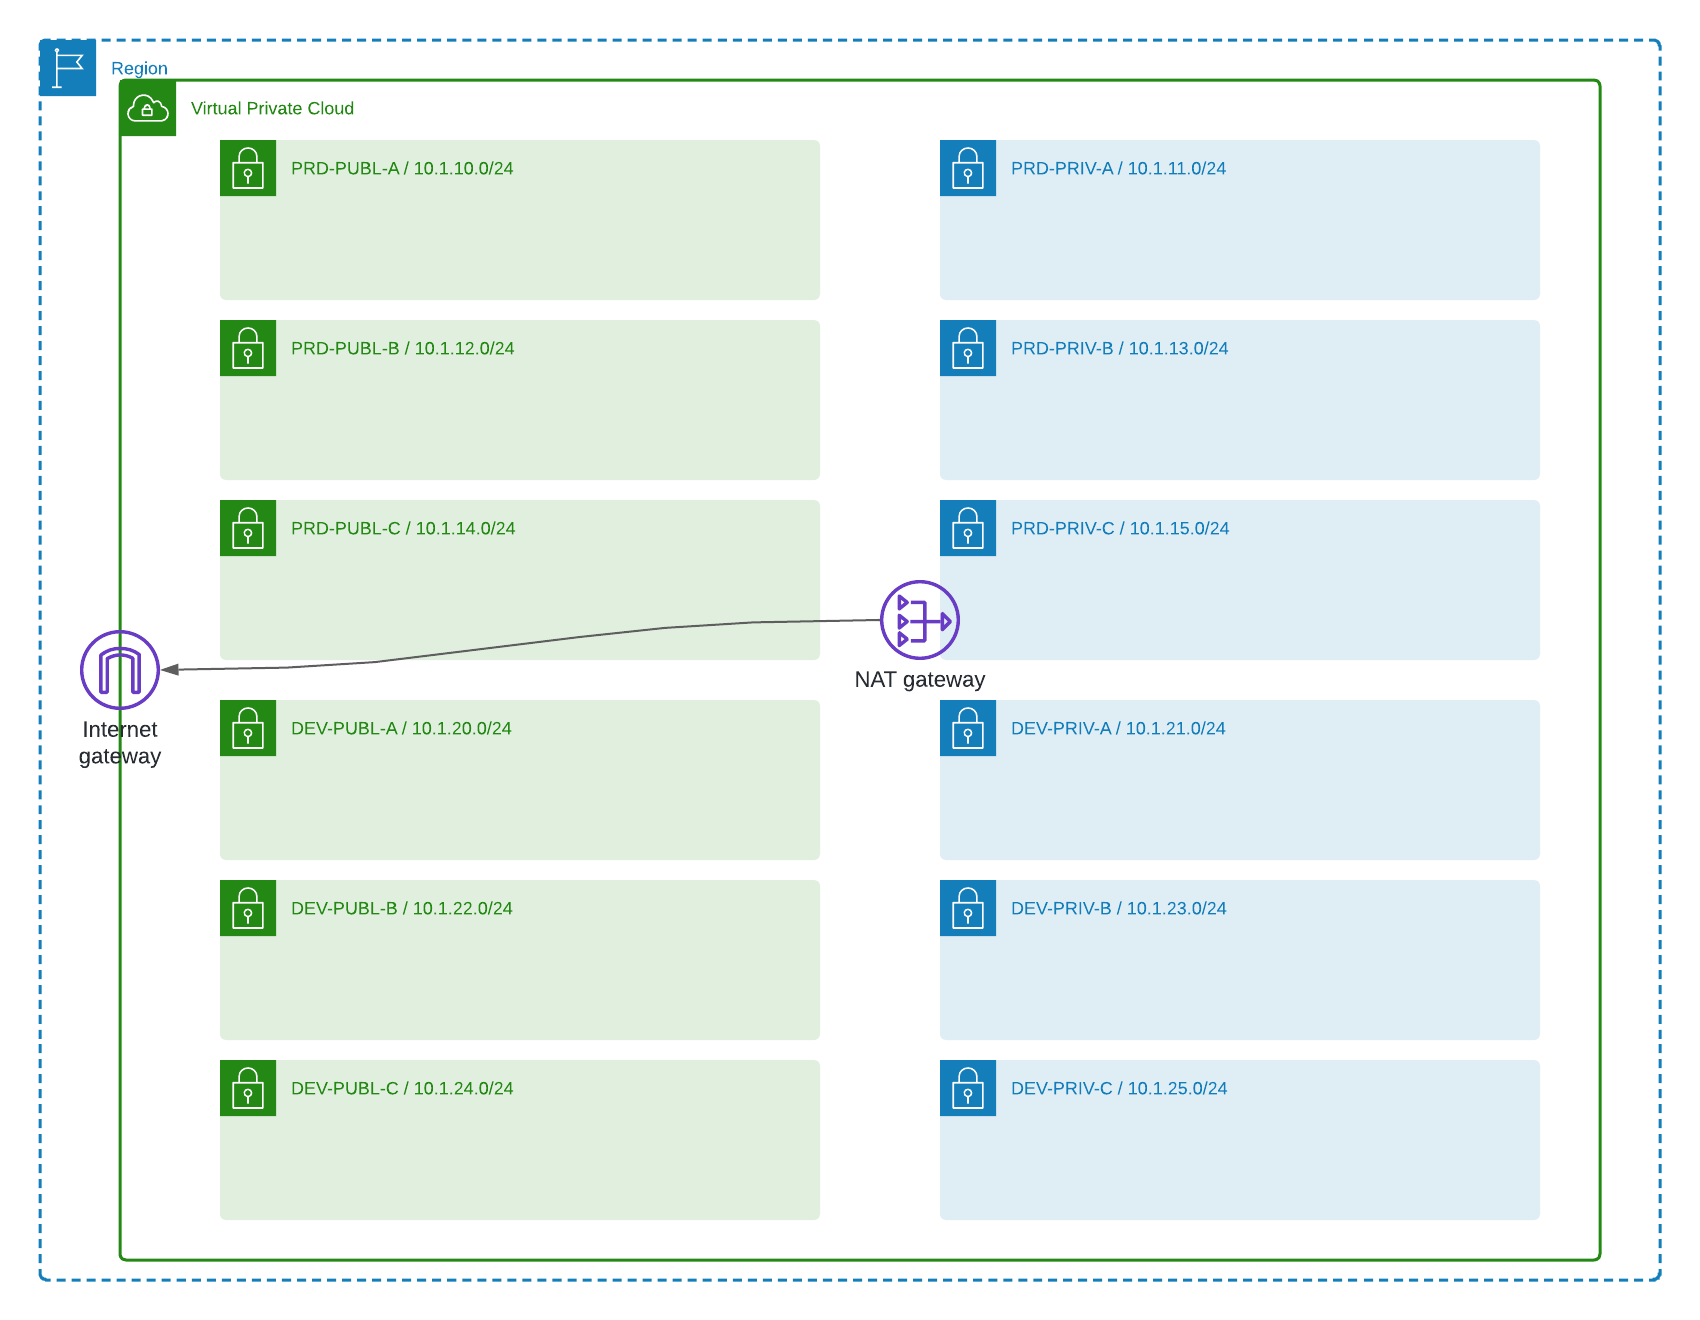 Region
Virtual Private Cloud
PRD-PUBL-A / 10.1.10.0/24
PRD-PRIV-A / 10.1.11.0/24
PRD-PUBL-B / 10.1.12.0/24
PRD-PRIV-B / 10.1.13.0/24
PRD-PUBL-C / 10.1.14.0/24
PRD-PRIV-C / 10.1.15.0/24
NAT gateway
Internet
gateway
DEV-PUBL-A / 10.1.20.0/24
DEV-PRIV-A / 10.1.21.0/24
DEV-PUBL-B / 10.1.22.0/24
DEV-PRIV-B / 10.1.23.0/24
DEV-PUBL-C / 10.1.24.0/24
DEV-PRIV-C / 10.1.25.0/24